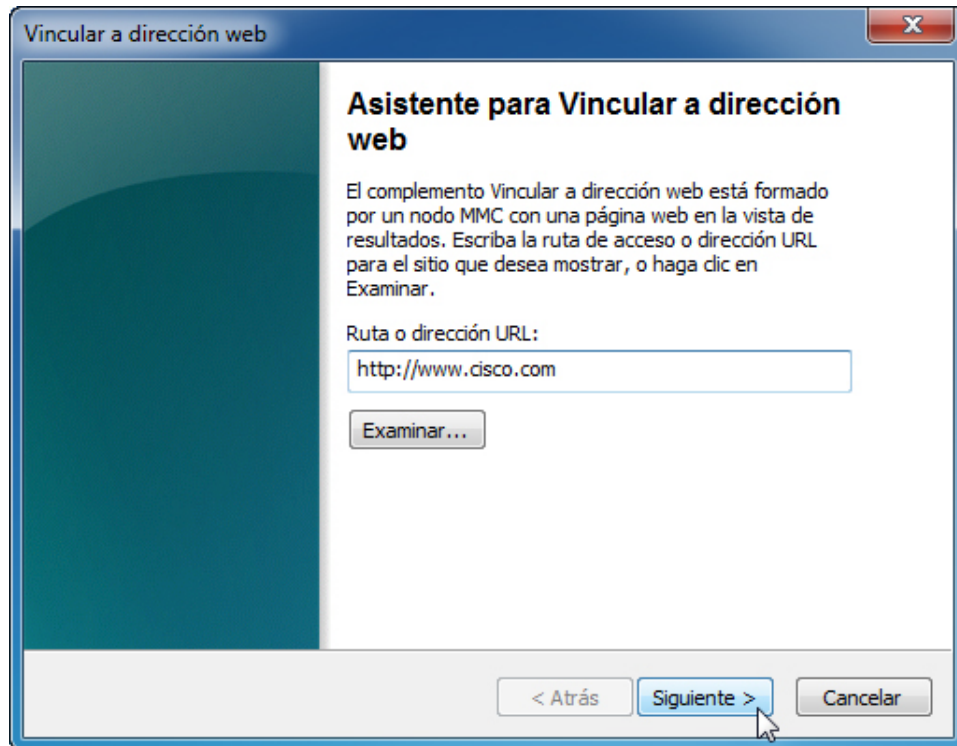 Vincular a dirección web
Asistente para Vincular a dirección
web
El complemento Vincular a dirección web está formado
por un nodo MMC con una página web en la vista de
resultados. Escriba la ruta de acceso o dirección URL
para el sitio que desea mostrar, o haga clic en
Examinar.
Ruta o dirección URL:
http://www.cisco.com
Examinar...
< Atrás Siguiente > Cancelar